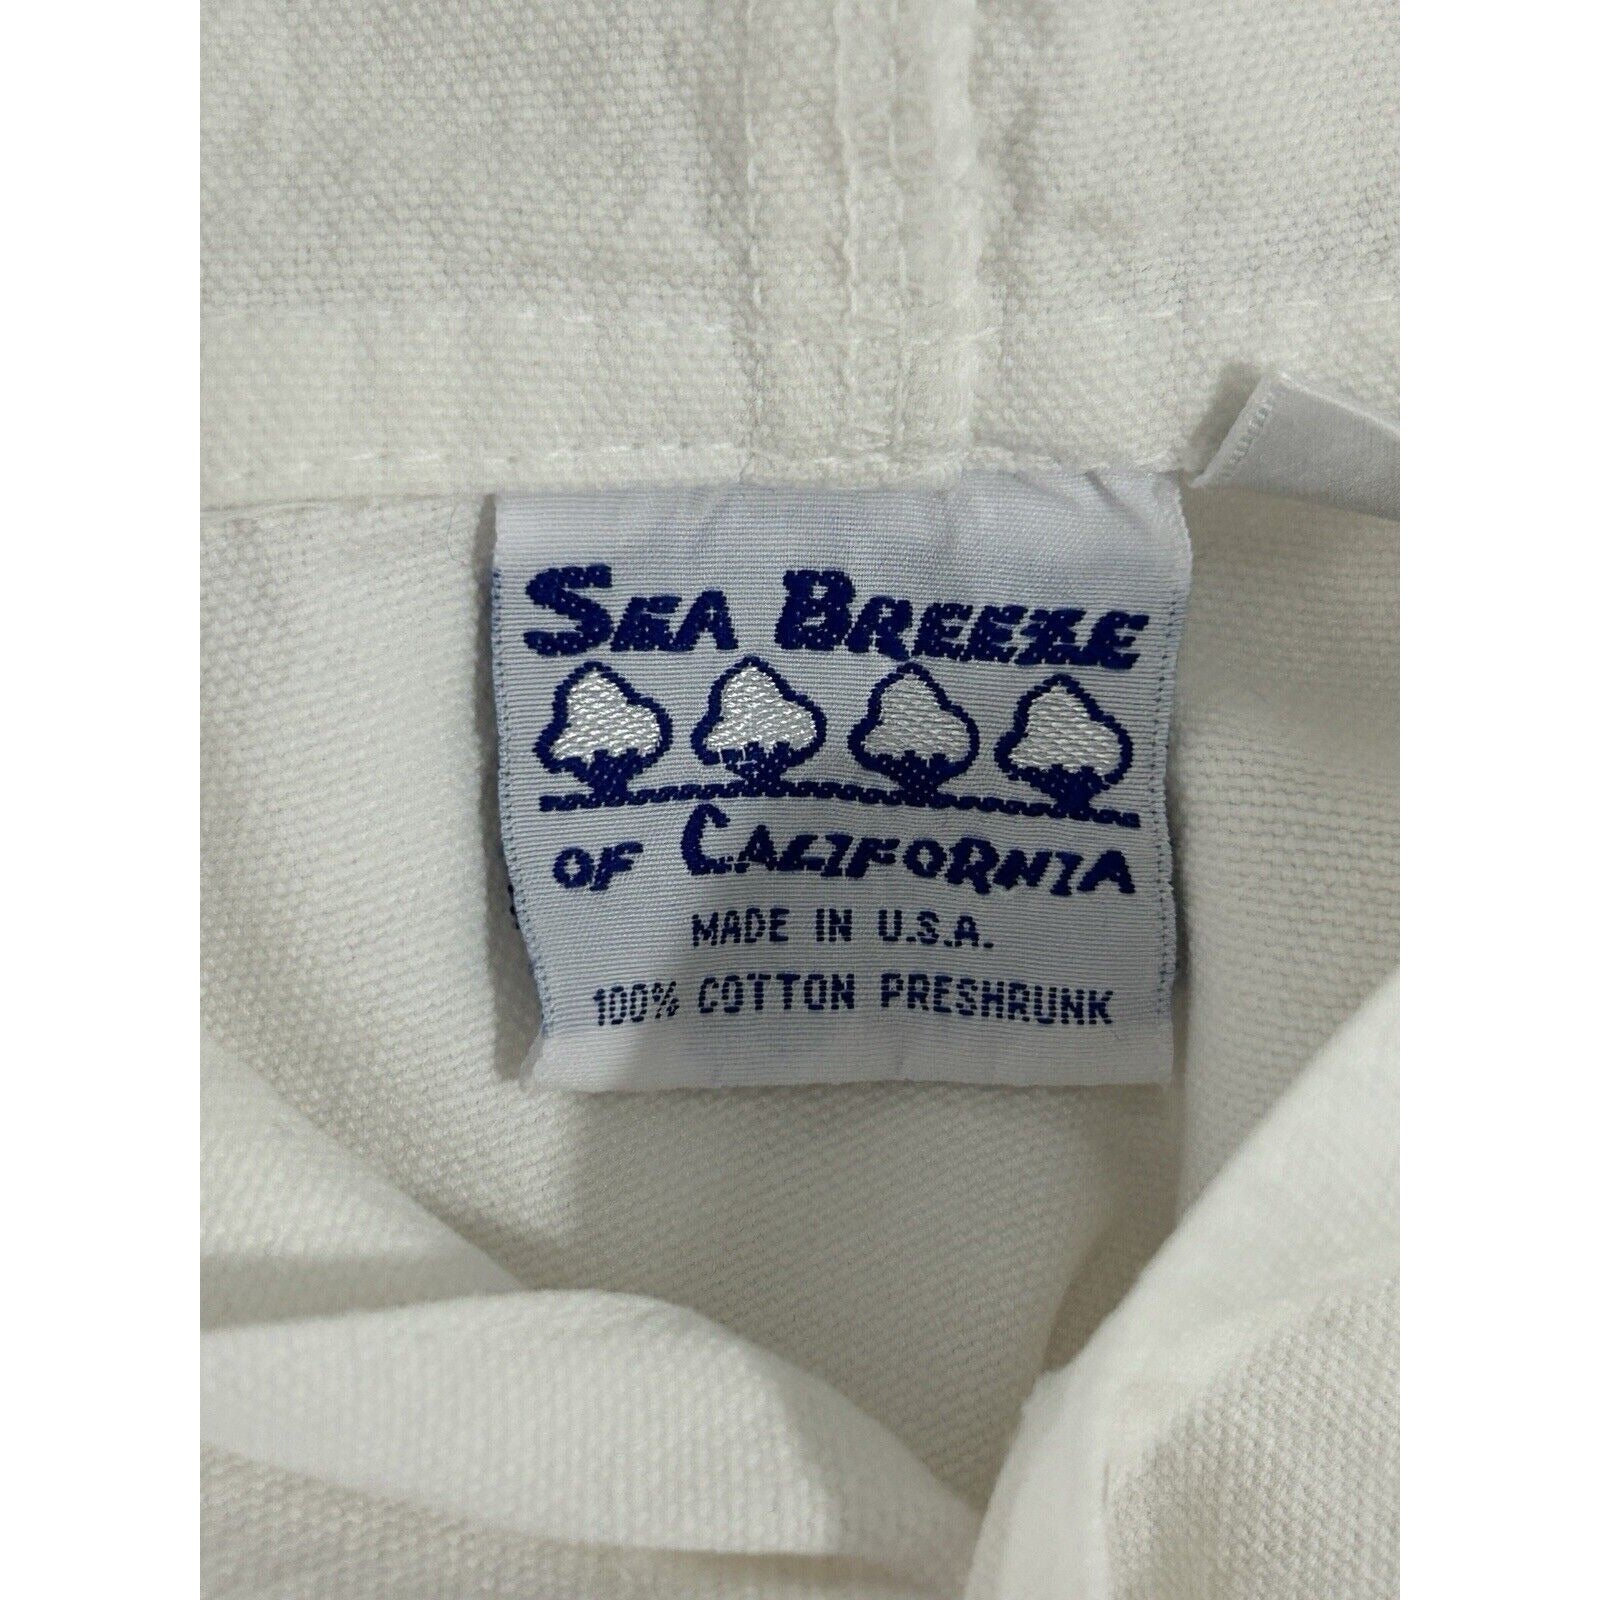 SEA BREEZE
OF CALIFORNIA
MADE IN U.S.A.
100% COTTON PRESHRUNK